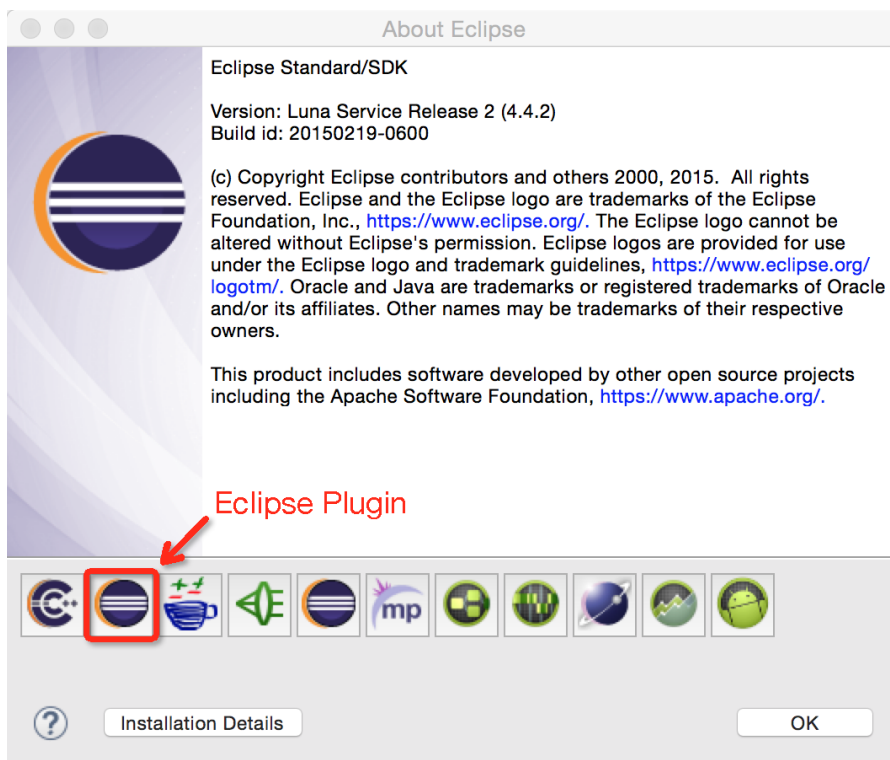 About Eclipse
Eclipse Standard/SDK
Version: Luna Service Release 2 (4.4.2)
Build id: 20150219-0600
(c) Copyright Eclipse contributors and others 2000, 2015.  All rights
reserved. Eclipse and the Eclipse logo are trademarks of the Eclipse
Foundation, Inc., https://www.eclipse.org/. The Eclipse logo cannot be
altered without Eclipse's permission. Eclipse logos are provided for use
under the Eclipse logo and trademark guidelines, https://www.eclipse.org/
logotm/. Oracle and Java are trademarks or registered trademarks of Oracle
and/or its affiliates. Other names may be trademarks of their respective
owners.
This product includes software developed by other open source projects
including the Apache Software Foundation, https://www.apache.org/.
Eclipse Plugin
mp
Installation Details
OK